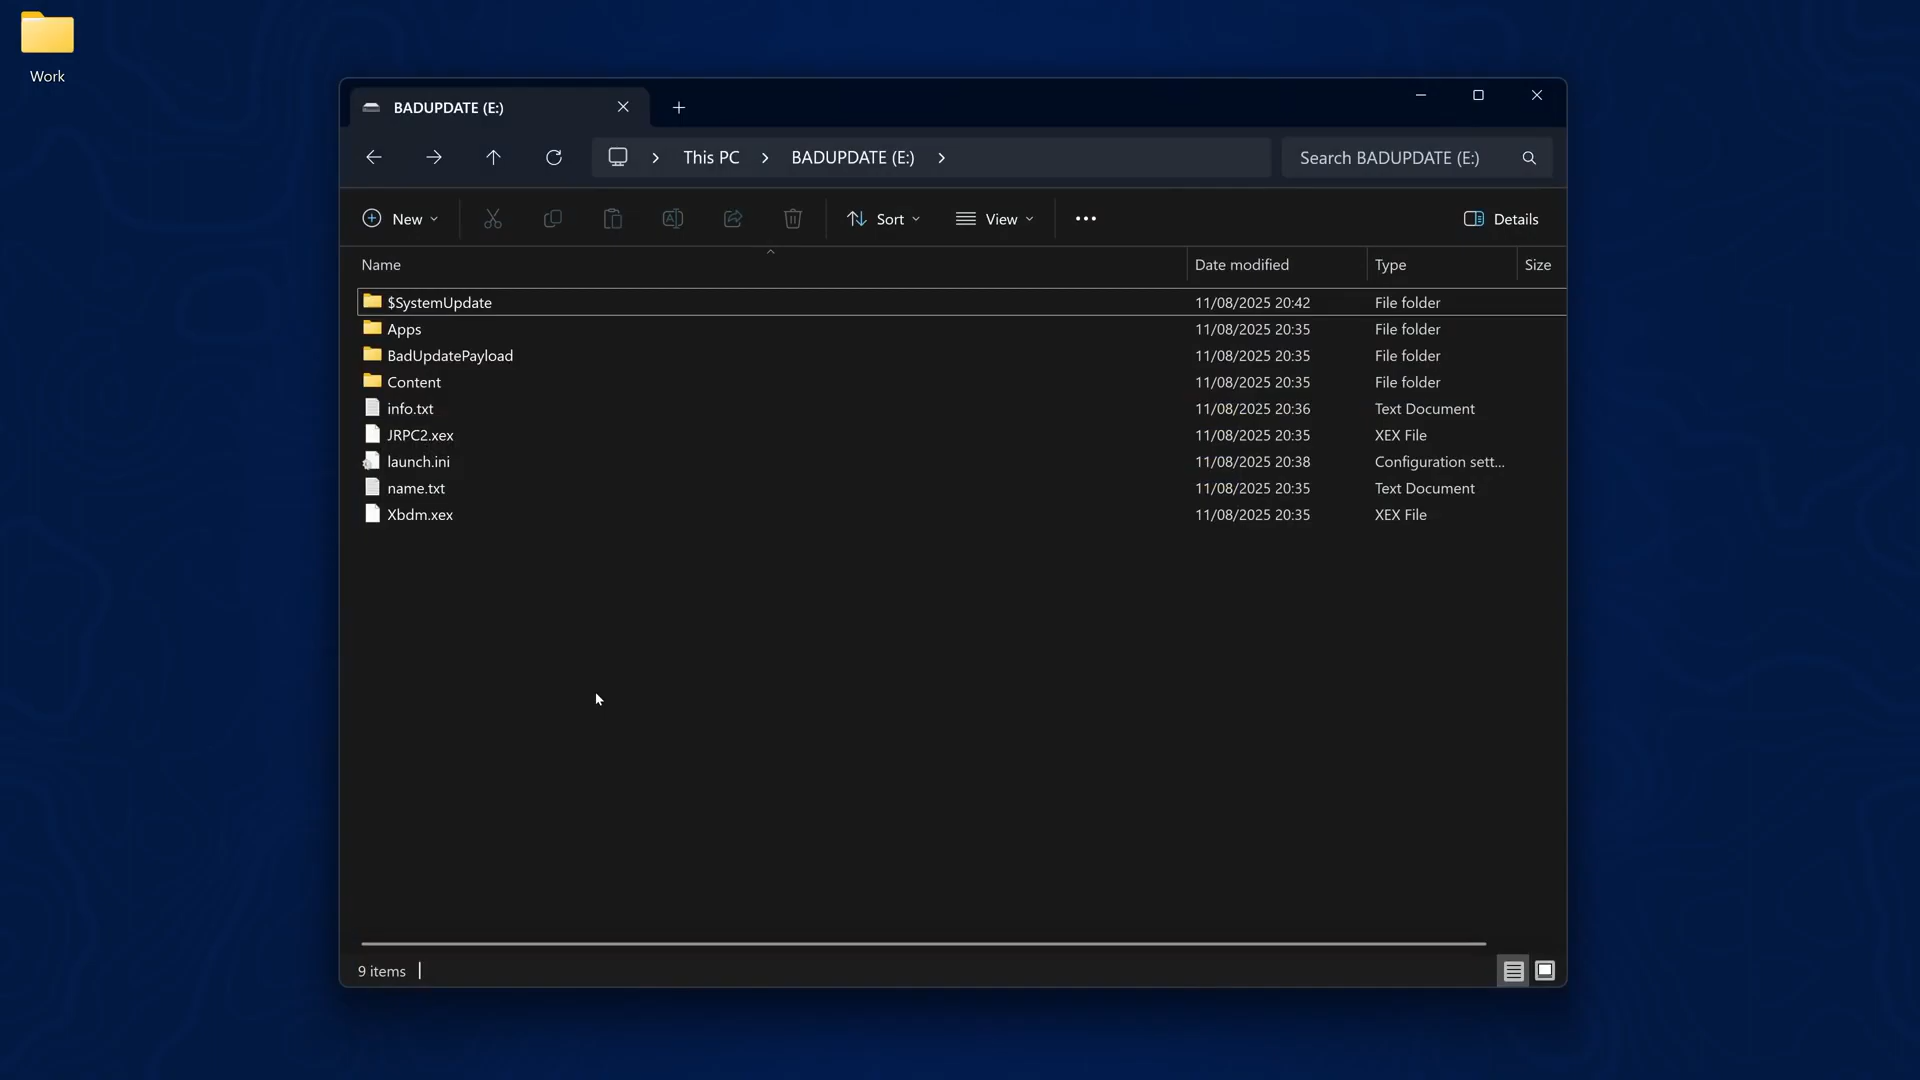 Work
BADUPDATE (E:)
This PC
BADUPDATE (E:)
Search BADUPDATE (E:)
New
Sort
View
Details
Name
Date modified
Type
Size
$SystemUpdate 11/08/2025 20:42 File folder
Apps 11/08/2025 20:35 File folder
BadUpdatePayload 11/08/2025 20:35 File folder
Content 11/08/2025 20:35 File folder
info.txt 11/08/2025 20:36 Text Document
JRPC2.xex 11/08/2025 20:35 XEX File
launch.ini 11/08/2025 20:38 Configuration sett...
name.txt 11/08/2025 20:35 Text Document
Xbdm.xex 11/08/2025 20:35 XEX File
9 items